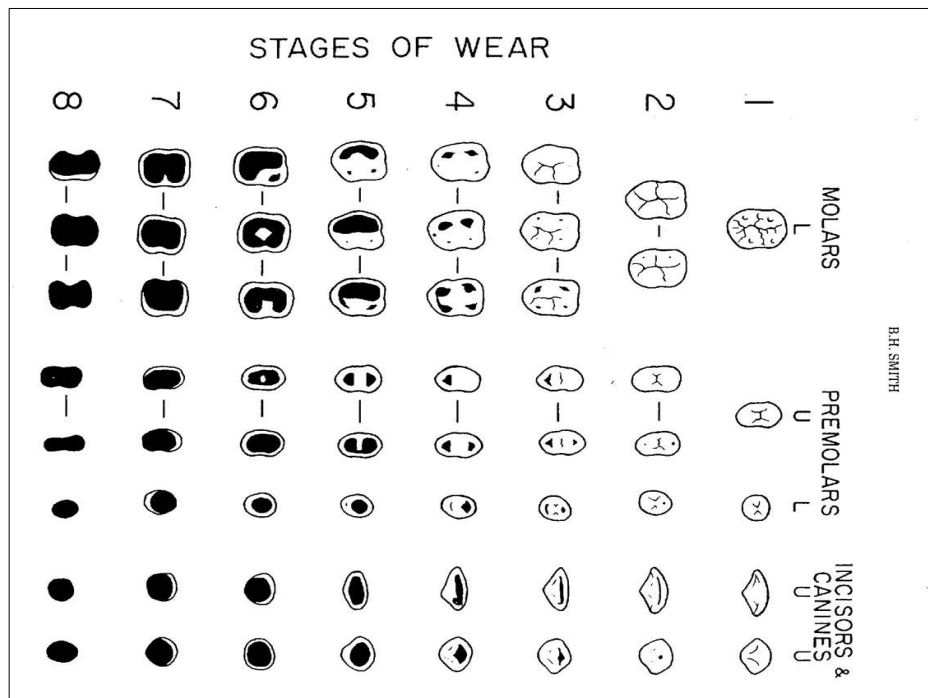 STAGES OF WEAR
8 7 6 5 4 3 2 1
MOLARS
L
B.H. SMITH
PREMOLARS
U
L
INCISORS &
CANINES
U
U